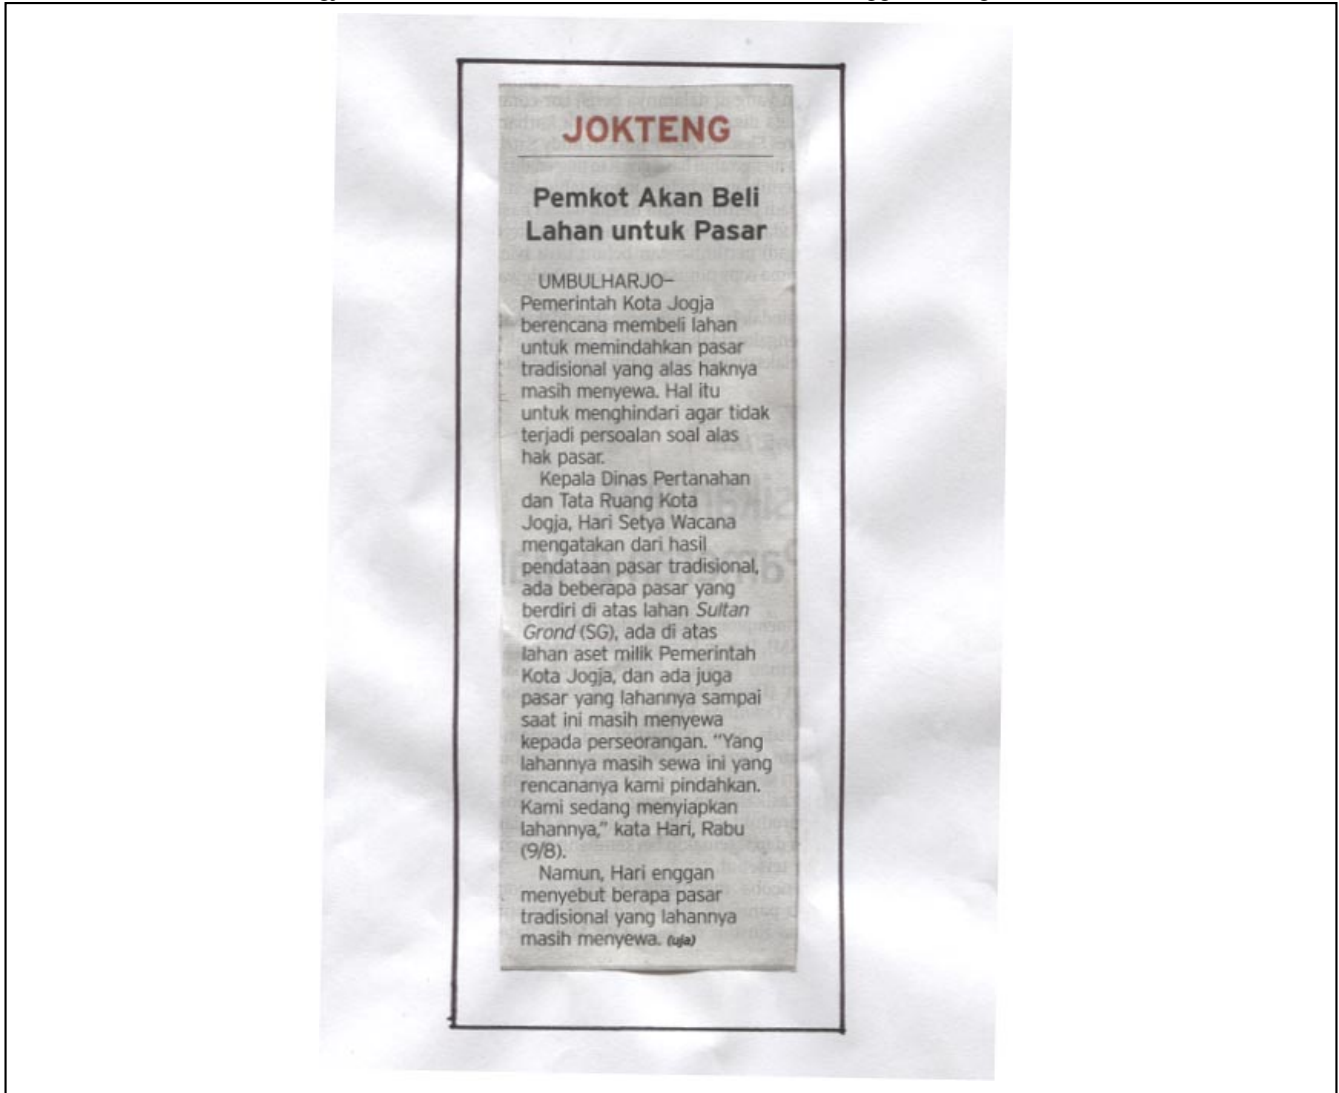 JOKTENG
Pemkot Akan Beli
Lahan untuk Pasar
UMBULHARJO–
Pemerintah Kota Jogja
berencana membeli lahan
untuk memindahkan pasar
tradisional yang alas haknya
masih menyewa. Hal itu
untuk menghindari agar tidak
terjadi persoalan soal alas
hak pasar.
Kepala Dinas Pertanahan
dan Tata Ruang Kota
Jogja, Hari Setya Wacana
mengatakan dari hasil
pendataan pasar tradisional,
ada beberapa pasar yang
berdiri di atas lahan Sultan
Grond (SG), ada di atas
lahan aset milik Pemerintah
Kota Jogja, dan ada juga
pasar yang lahannya sampai
saat ini masih menyewa
kepada perseorangan. “Yang
lahannya masih sewa ini yang
rencananya kami pindahkan.
Kami sedang menyiapkan
lahannya,” kata Hari, Rabu
(9/8).
Namun, Hari enggan
menyebut berapa pasar
tradisional yang lahannya
masih menyewa. (uja)